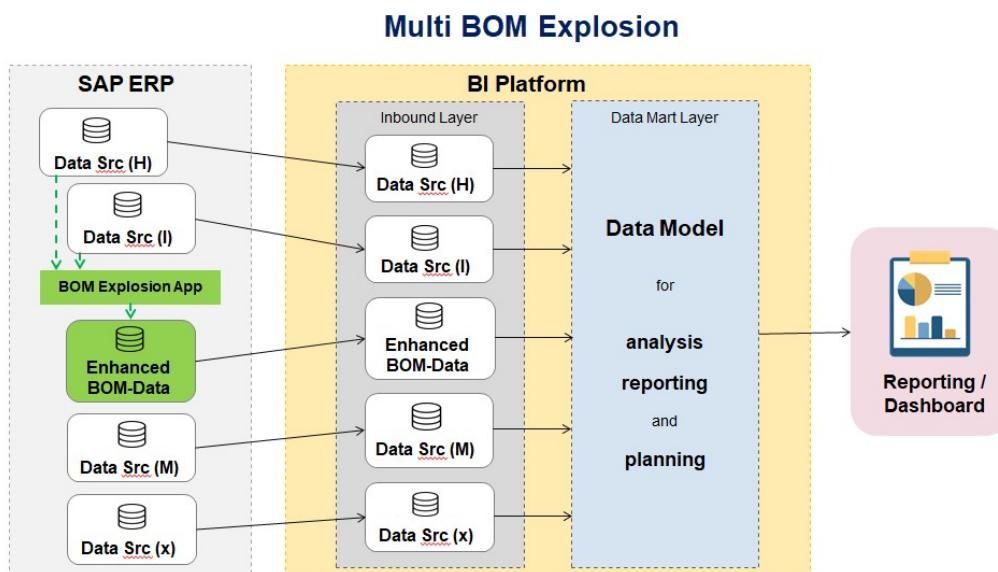 Multi BOM Explosion
SAP ERP
Data Src (H)
Data Src (I)
BOM Explosion App
Enhanced
BOM-Data
Data Src (M)
Data Src (x)
BI Platform
Inbound Layer
Data Src (H)
Data Src (I)
Enhanced
BOM-Data
Data Src (M)
Data Src (x)
Data Mart Layer
Data Model
for
analysis
reporting
and
planning
Reporting /
Dashboard